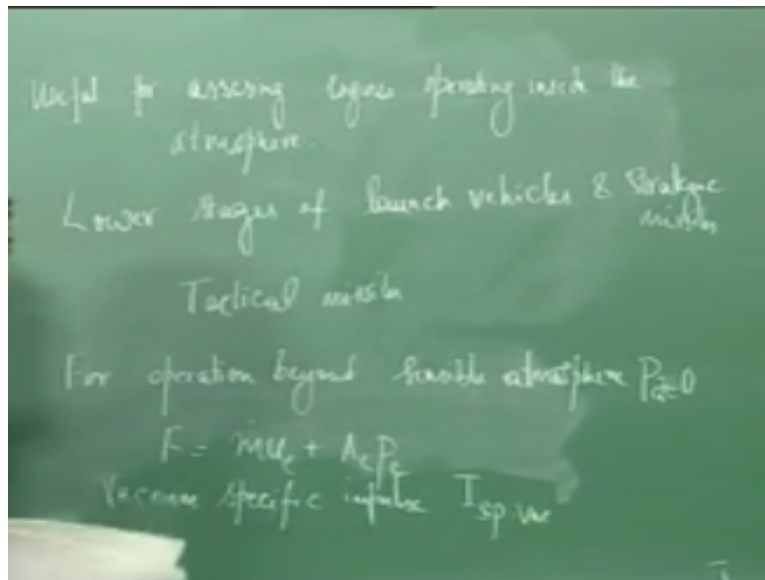 Useful for assessing engines operating inside the
atmosphere.
Lower stages of launch vehicles & Strategic
missiles
Tactical missiles
For operation beyond sensible atmosphere Pa≈0
F = ṁue + AePe
Vacuum specific impulse Isp vac